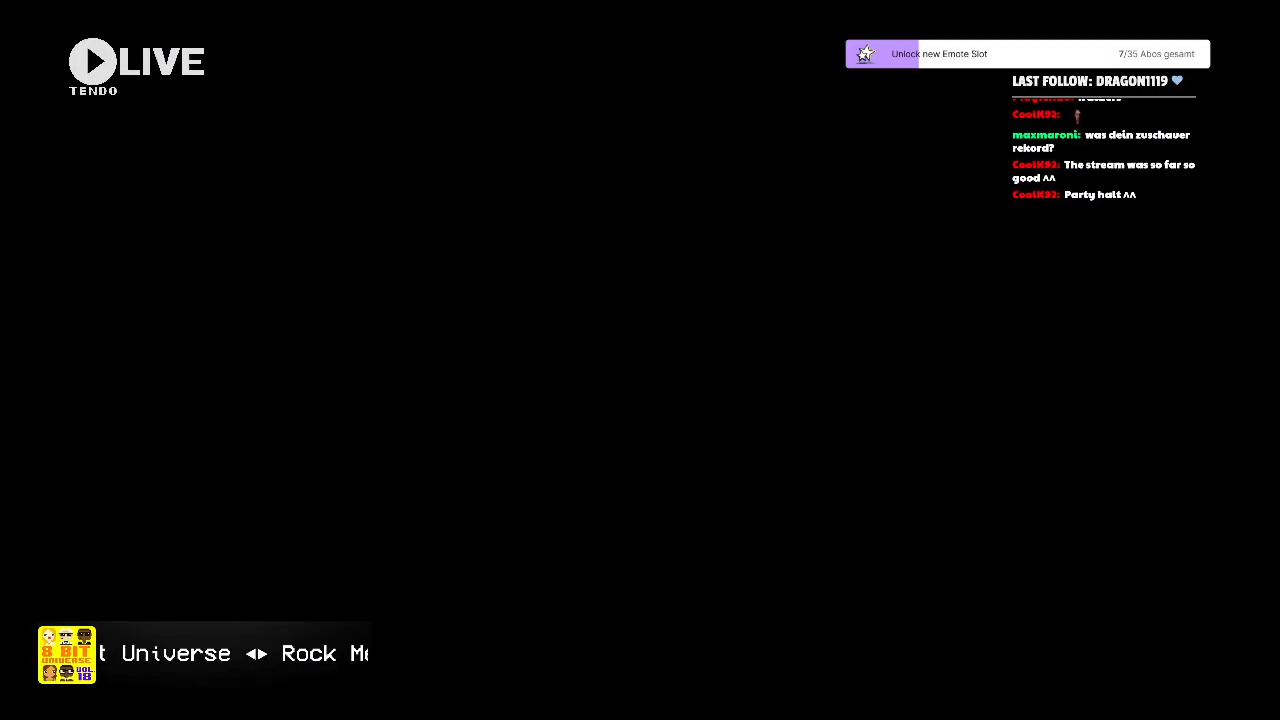 LIVE
TENDO
Unlock new Emote Slot 7/35 Abos gesamt
LAST FOLLOW: DRAGON1119
CoolK92:
maxmaroni: was dein zuschauer
rekord?
CoolK92: The stream was so far so
good ^^
CoolK92: Party halt ^^
8 BIT
UNIVERSE
VOL.
18
t Universe ◂▸ Rock Me